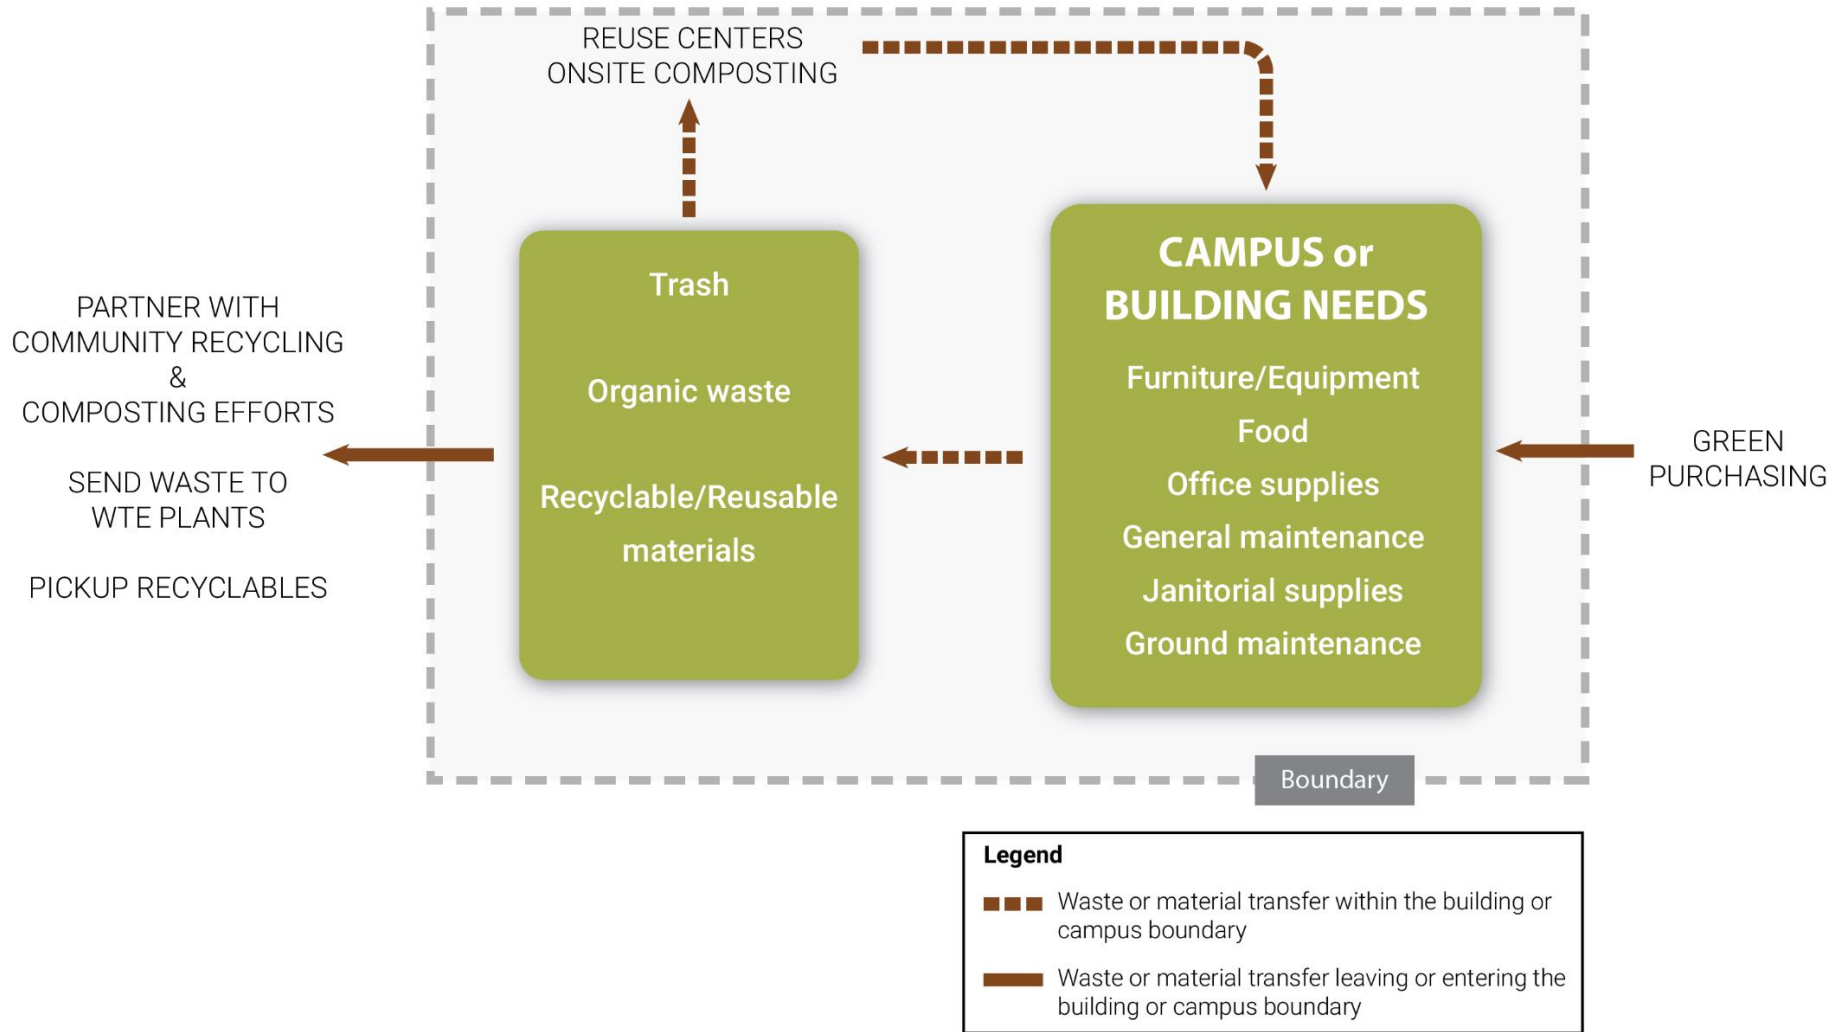 REUSE CENTERS
ONSITE COMPOSTING
PARTNER WITH
COMMUNITY RECYCLING
&
COMPOSTING EFFORTS
SEND WASTE TO
WTE PLANTS
PICKUP RECYCLABLES
Trash
Organic waste
Recyclable/Reusable
materials
CAMPUS or
BUILDING NEEDS
Furniture/Equipment
Food
Office supplies
General maintenance
Janitorial supplies
Ground maintenance
GREEN
PURCHASING
Boundary
Legend
Waste or material transfer within the building or
campus boundary
Waste or material transfer leaving or entering the
building or campus boundary